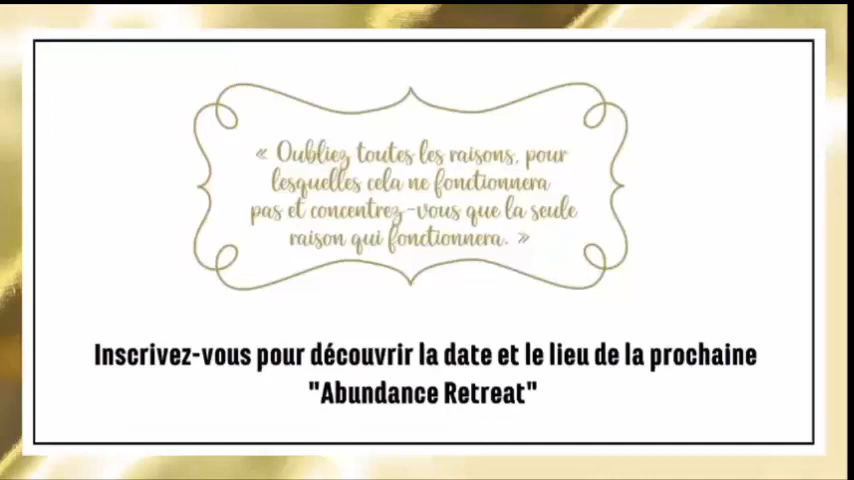 « Oubliez toutes les raisons, pour
lesquelles cela ne fonctionnera
pas et concentrez-vous que la seule
raison qui fonctionnera. »
Inscrivez-vous pour découvrir la date et le lieu de la prochaine
"Abundance Retreat"